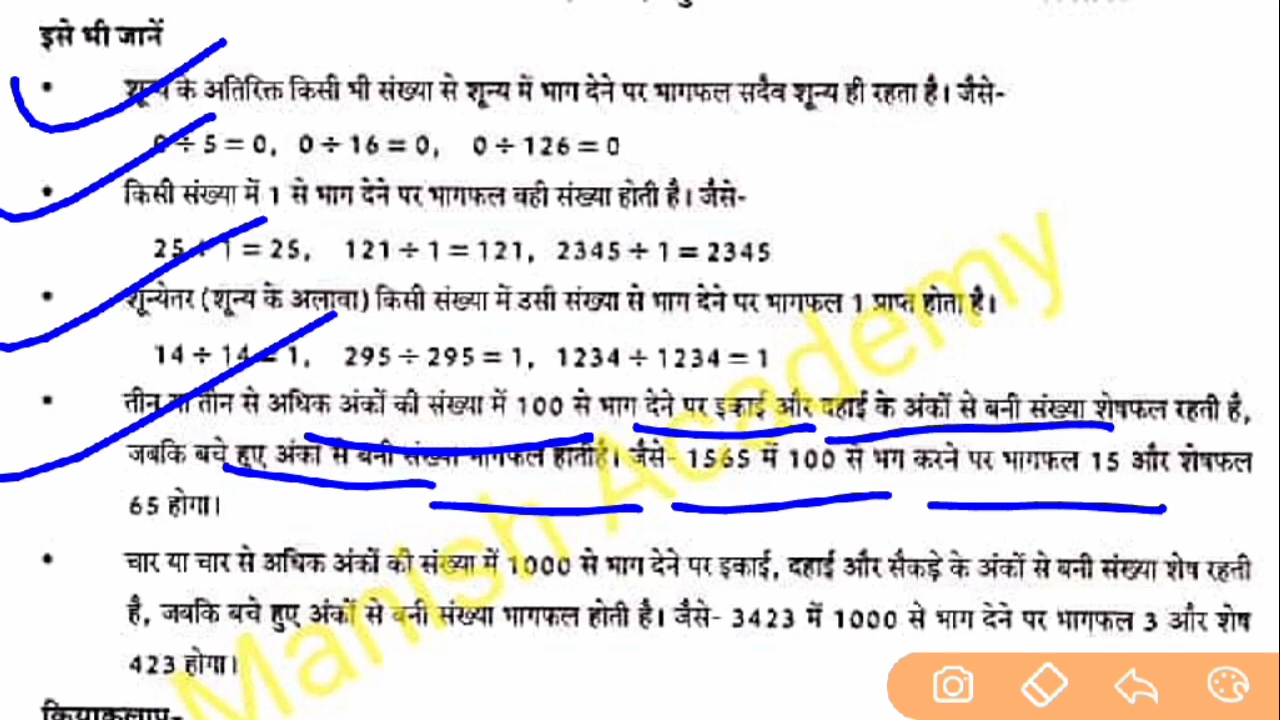 इसे भी जानें
• शून्य के अतिरिक्त किसी भी संख्या से शून्य में भाग देने पर भागफल सदैव शून्य ही रहता है। जैसे-
0 ÷ 5 = 0, 0 ÷ 16 = 0, 0 ÷ 126 = 0
• किसी संख्या में 1 से भाग देने पर भागफल वही संख्या होती है। जैसे-
25 ÷ 1 = 25, 121 ÷ 1 = 121, 2345 ÷ 1 = 2345
• शून्येतर (शून्य के अलावा) किसी संख्या में उसी संख्या से भाग देने पर भागफल 1 प्राप्त होता है।
14 ÷ 14 = 1, 295 ÷ 295 = 1, 1234 ÷ 1234 = 1
• तीन या तीन से अधिक अंकों की संख्या में 100 से भाग देने पर इकाई और दहाई के अंकों से बनी संख्या शेषफल रहती है,
जबकि बचे हुए अंकों से बनी संख्या भागफल होतीहै। जैसे- 1565 में 100 से भग करने पर भागफल 15 और शेषफल
65 होगा।
• चार या चार से अधिक अंकों की संख्या में 1000 से भाग देने पर इकाई, दहाई और सैकड़े के अंकों से बनी संख्या शेष रहती
है, जबकि बचे हुए अंकों से बनी संख्या भागफल होती है। जैसे- 3423 में 1000 से भाग देने पर भागफल 3 और शेष
423 होगा।
क्रियाकलाप-
Manish Academy